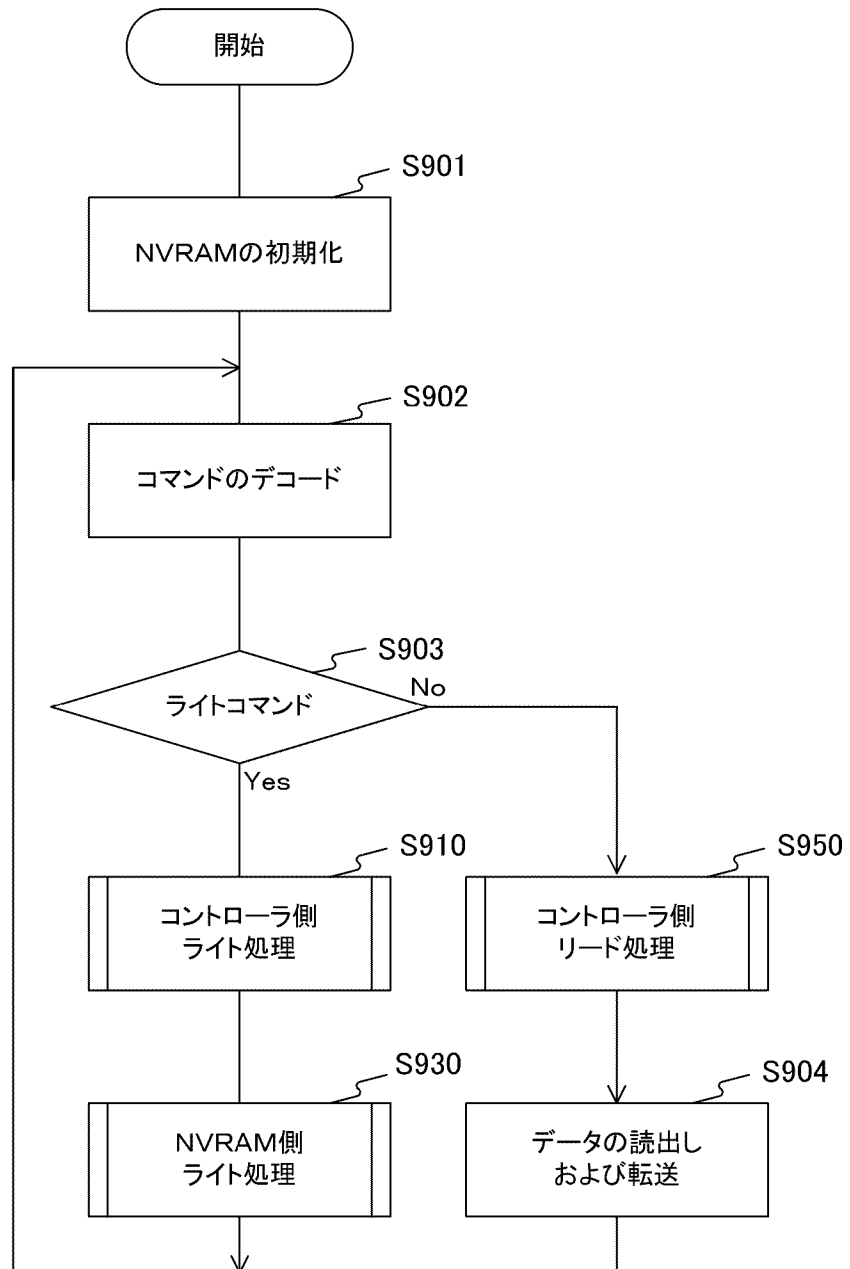 開始
S901
NVRAMの初期化
S902
コマンドのデコード
S903
ライトコマンド
No
Yes
S910
コントローラ側
ライト処理
S950
コントローラ側
リード処理
S930
NVRAM側
ライト処理
S904
データの読出し
および転送